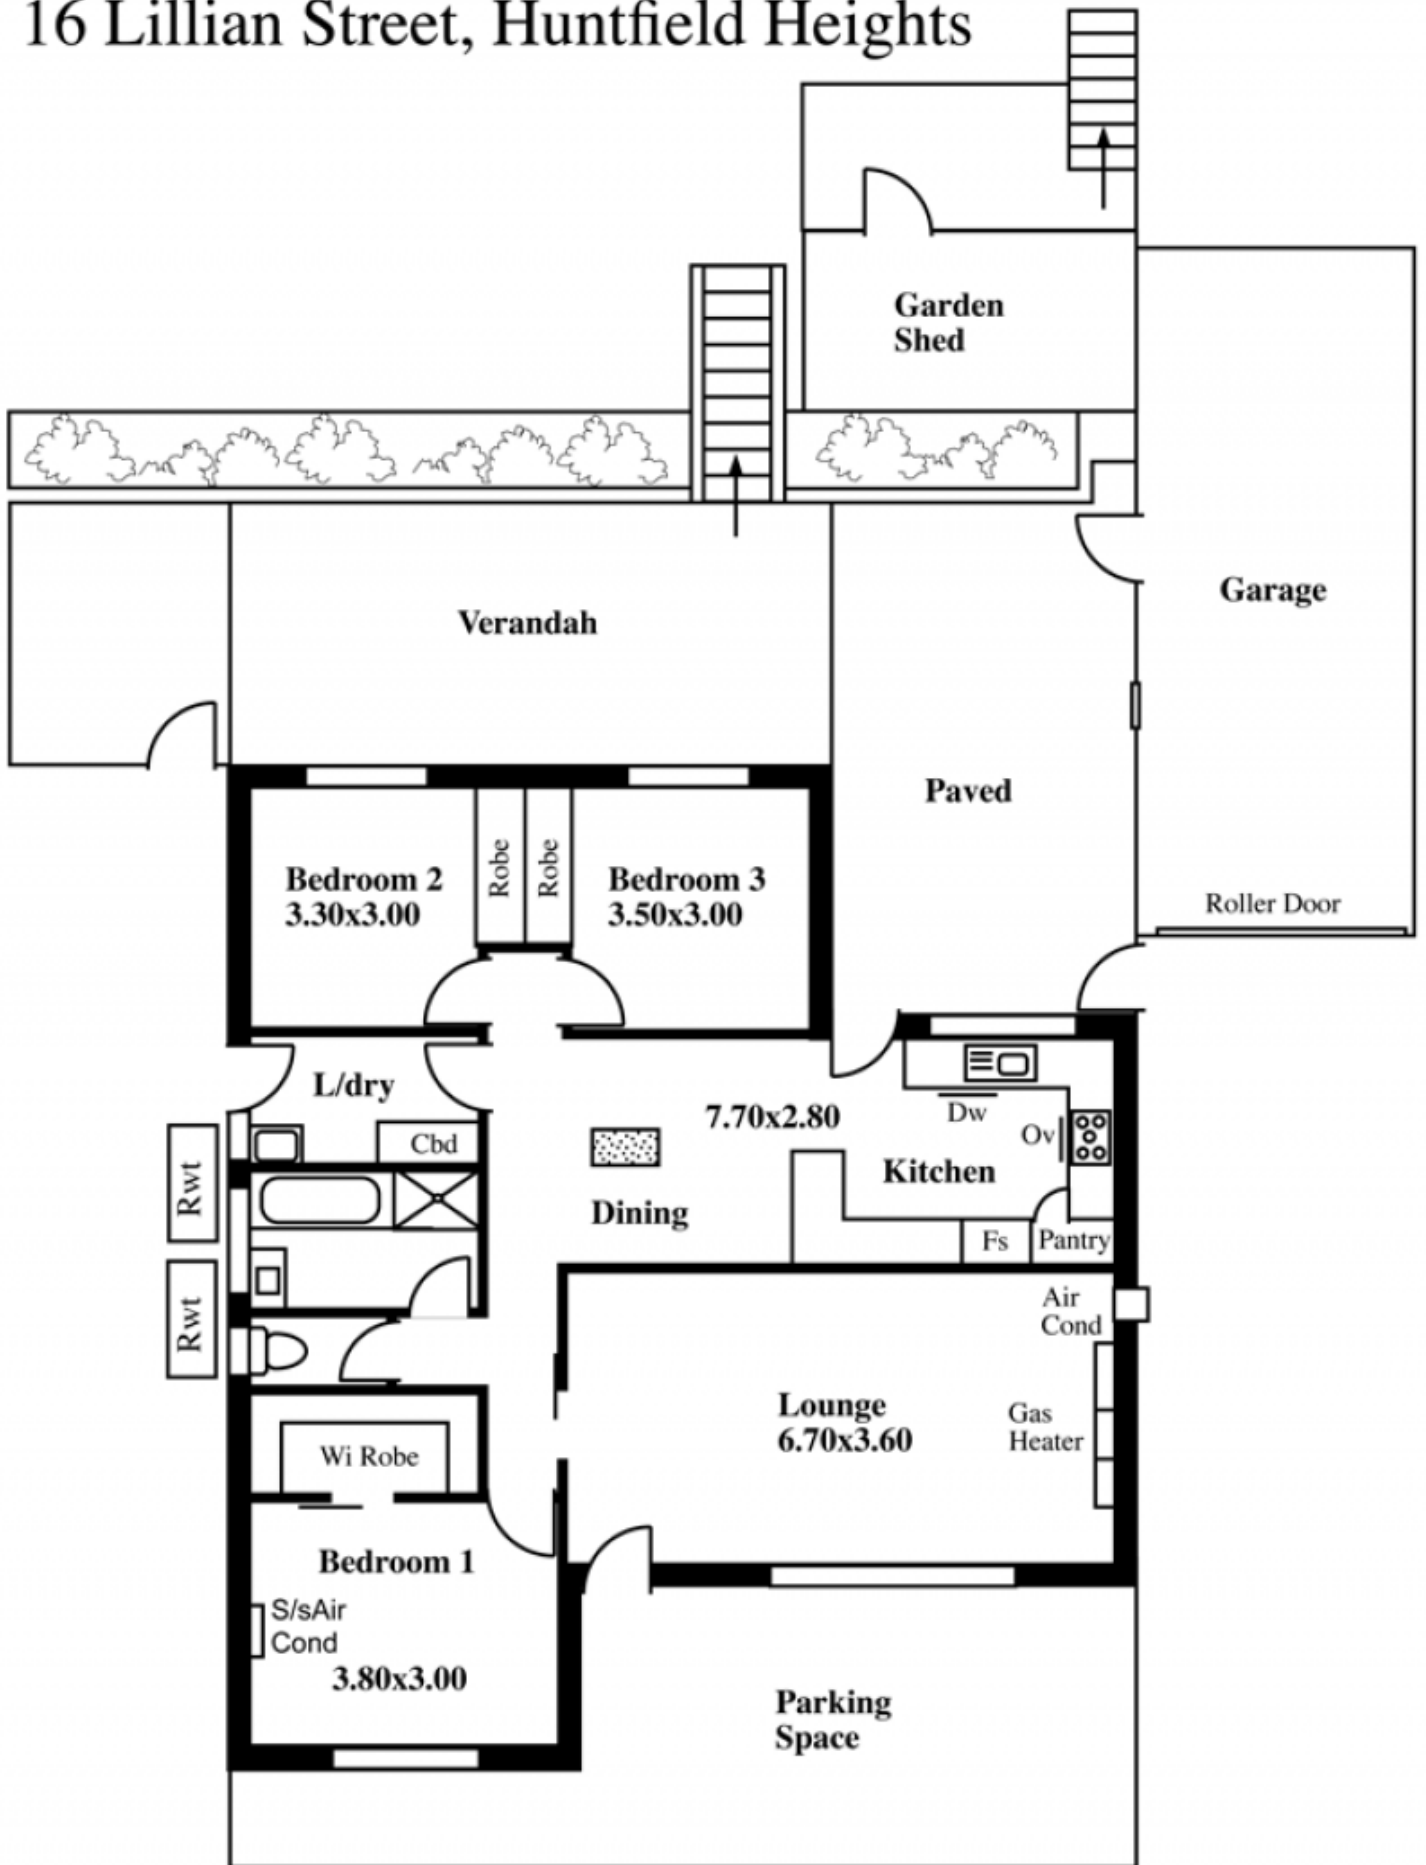 16 Lillian Street, Huntfield Heights
Garden
Shed
Garage
Verandah
Paved
Roller Door
Bedroom 2
3.30x3.00
Robe
Robe
Bedroom 3
3.50x3.00
L/dry
Cbd
7.70x2.80
Dw
Ov
Kitchen
Dining
Fs
Pantry
Rwt
Rwt
Air
Cond
Lounge
6.70x3.60
Gas
Heater
Wi Robe
Bedroom 1
S/sAir
Cond
3.80x3.00
Parking
Space